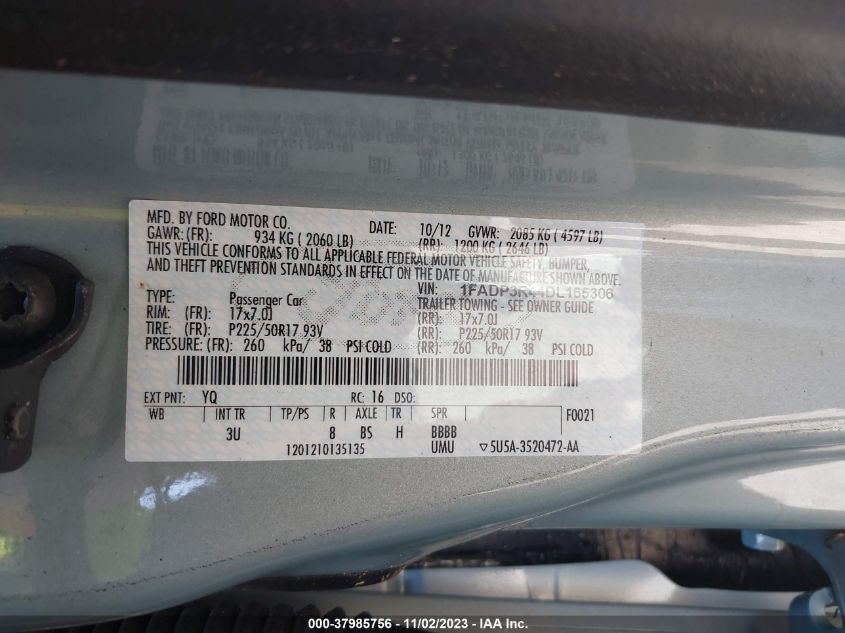 MFD. BY FORD MOTOR CO. DATE: 10/12 GVWR: 2085 KG ( 4597 LB)
GAWR: (FR): 934 KG ( 2060 LB) (RR): 1200 KG ( 2646 LB)
THIS VEHICLE CONFORMS TO ALL APPLICABLE FEDERAL MOTOR VEHICLE SAFETY, BUMPER,
AND THEFT PREVENTION STANDARDS IN EFFECT ON THE DATE OF MANUFACTURE SHOWN ABOVE.
VIN: 1FADP3R44DL165306
TYPE: Passenger Car TRAILER TOWING - SEE OWNER GUIDE
RIM: (FR): 17x7.0J (RR): 17x7.0J
TIRE: (FR): P225/50R17 93V (RR): P225/50R17 93V
PRESSURE: (FR): 260 kPa/ 38 PSI COLD (RR): 260 kPa/ 38 PSI COLD
EXT PNT: YQ RC: 16 DSO:
WB INT TR TP/PS R AXLE TR SPR F0021
3U 8 BS H BBBB
1201210135135 UMU ▽5U5A-3520472-AA
000-37985756 - 11/02/2023 - IAA Inc.